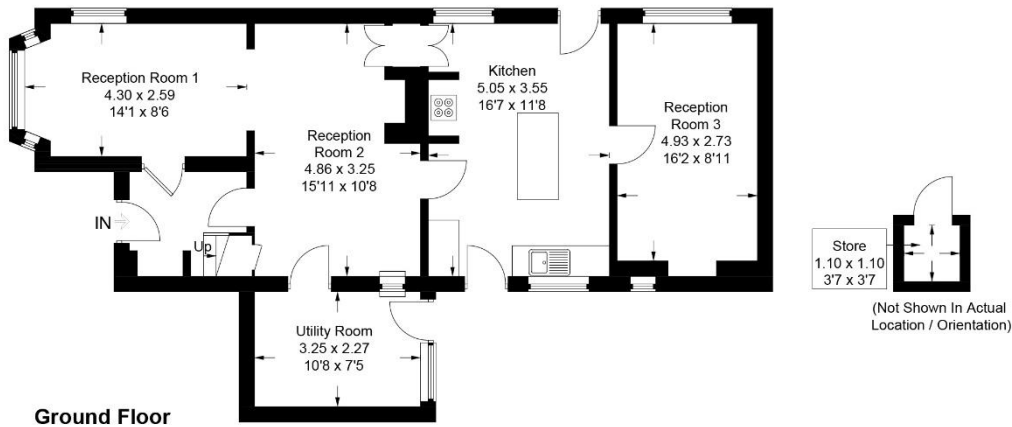 Reception Room 1
4.30 x 2.59
14'1 x 8'6
Reception
Room 2
4.86 x 3.25
15'11 x 10'8
Kitchen
5.05 x 3.55
16'7 x 11'8
Reception
Room 3
4.93 x 2.73
16'2 x 8'11
IN
Up
Utility Room
3.25 x 2.27
10'8 x 7'5
Store
1.10 x 1.10
3'7 x 3'7
(Not Shown In Actual
Location / Orientation)
Ground Floor